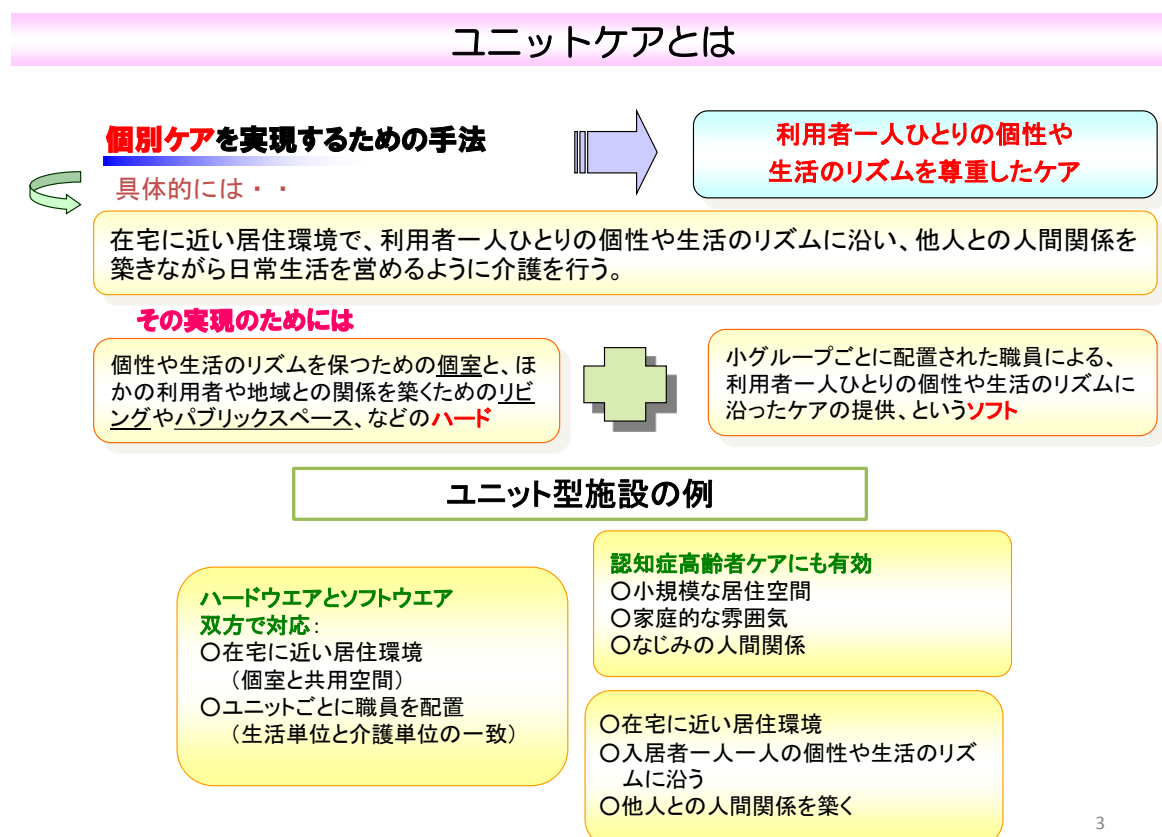 ユニットケアとは
個別ケアを実現するための手法
利用者一人ひとりの個性や
生活のリズムを尊重したケア
具体的には・・
在宅に近い居住環境で、利用者一人ひとりの個性や生活のリズムに沿い、他人との人間関係を
築きながら日常生活を営めるように介護を行う。
その実現のためには
個性や生活のリズムを保つための個室と、ほ
かの利用者や地域との関係を築くためのリビ
ングやパブリックスペース、などのハード
小グループごとに配置された職員による、
利用者一人ひとりの個性や生活のリズムに
沿ったケアの提供、というソフト
ユニット型施設の例
ハードウエアとソフトウエア
双方で対応:
○在宅に近い居住環境
（個室と共用空間）
○ユニットごとに職員を配置
（生活単位と介護単位の一致）
認知症高齢者ケアにも有効
○小規模な居住空間
○家庭的な雰囲気
○なじみの人間関係
○在宅に近い居住環境
○入居者一人一人の個性や生活のリズ
ムに沿う
○他人との人間関係を築く
3